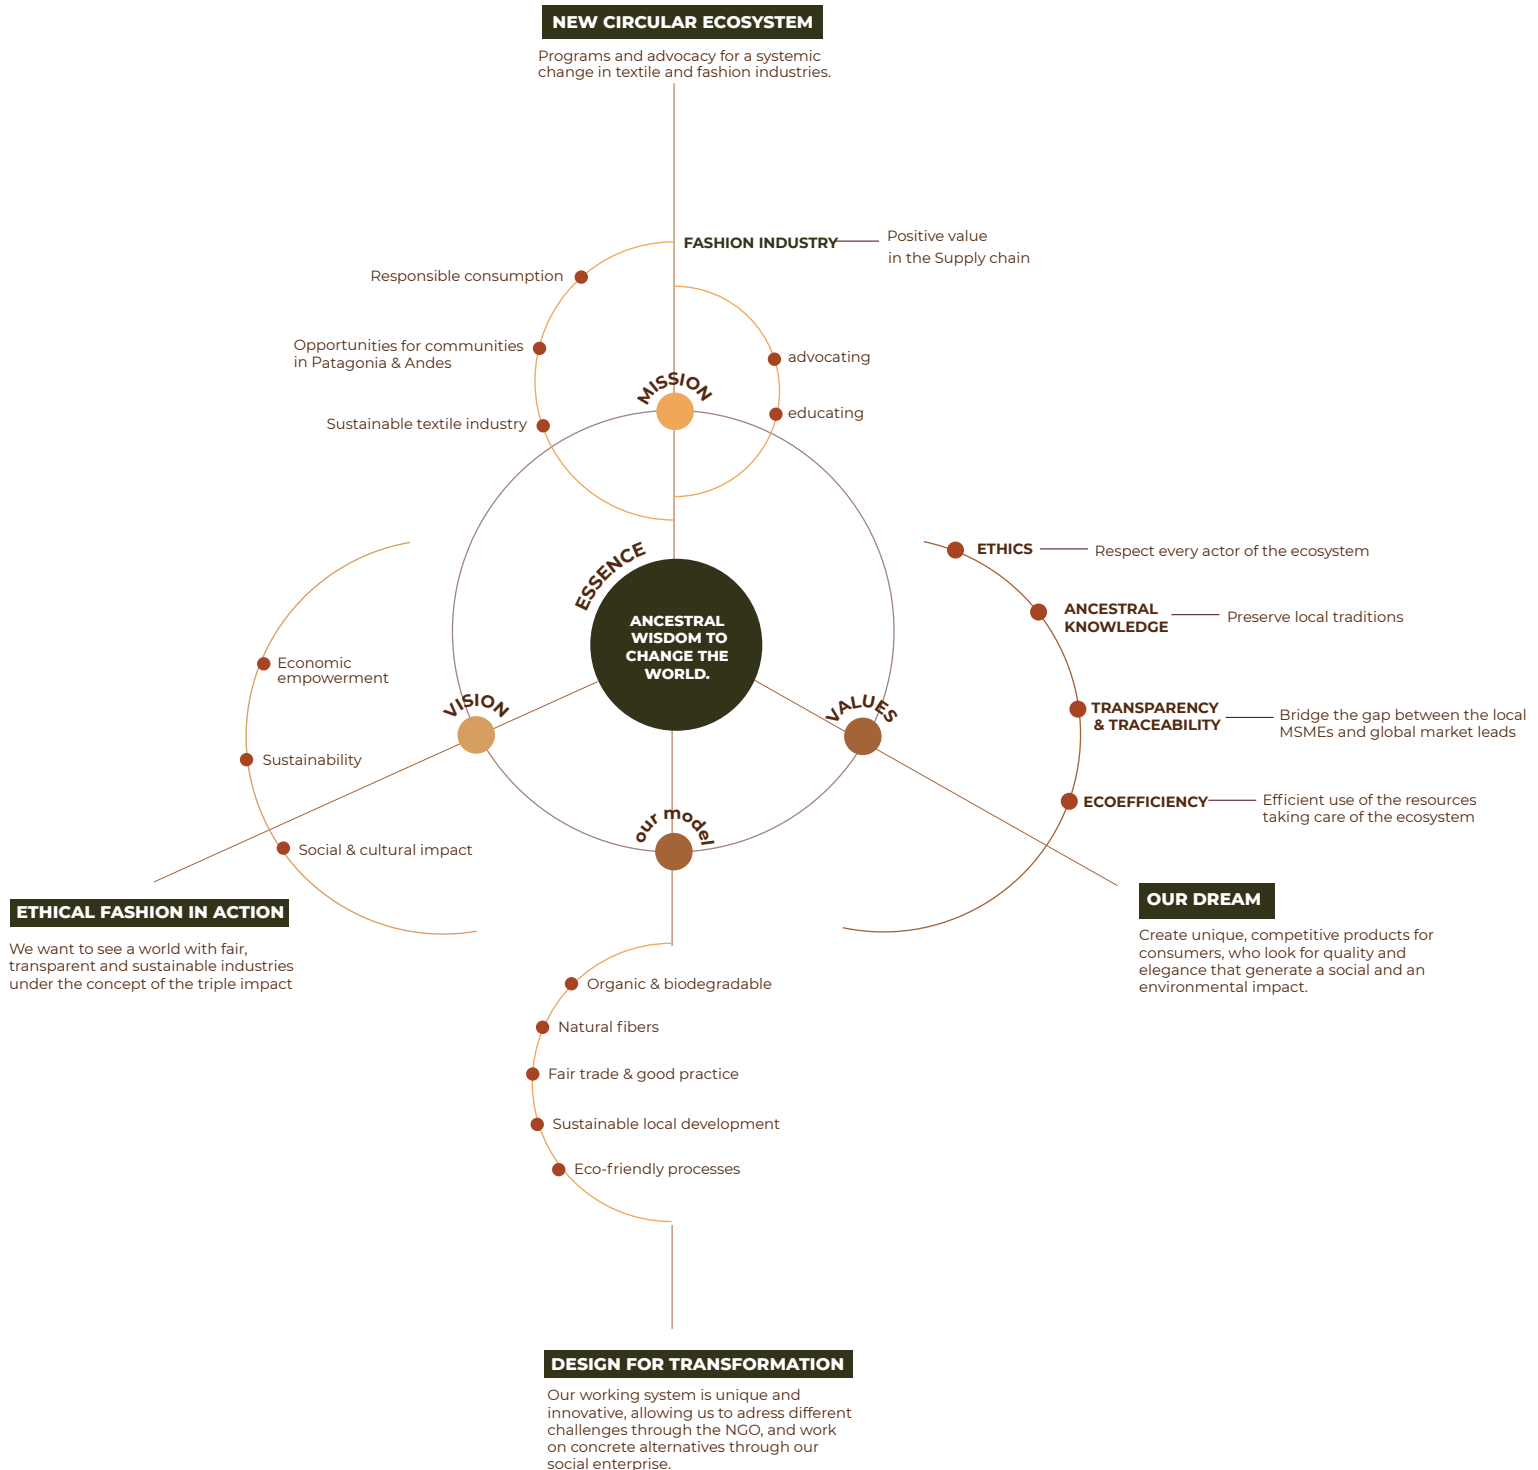 NEW CIRCULAR ECOSYSTEM
Programs and advocacy for a systemic
change in textile and fashion industries.
FASHION INDUSTRY
Positive value
in the Supply chain
Responsible consumption
Opportunities for communities
in Patagonia & Andes
Sustainable textile industry
advocating
educating
MISSION
ESSENCE
ANCESTRAL
WISDOM TO
CHANGE THE
WORLD.
ETHICS
Respect every actor of the ecosystem
ANCESTRAL
KNOWLEDGE
Preserve local traditions
TRANSPARENCY
& TRACEABILITY
Bridge the gap between the local
MSMEs and global market leads
ECOEFFICIENCY
Efficient use of the resources
taking care of the ecosystem
VALUES
VISION
Economic
empowerment
Sustainability
Social & cultural impact
our model
ETHICAL FASHION IN ACTION
We want to see a world with fair,
transparent and sustainable industries
under the concept of the triple impact
OUR DREAM
Create unique, competitive products for
consumers, who look for quality and
elegance that generate a social and an
environmental impact.
Organic & biodegradable
Natural fibers
Fair trade & good practice
Sustainable local development
Eco-friendly processes
DESIGN FOR TRANSFORMATION
Our working system is unique and
innovative, allowing us to adress different
challenges through the NGO, and work
on concrete alternatives through our
social enterprise.